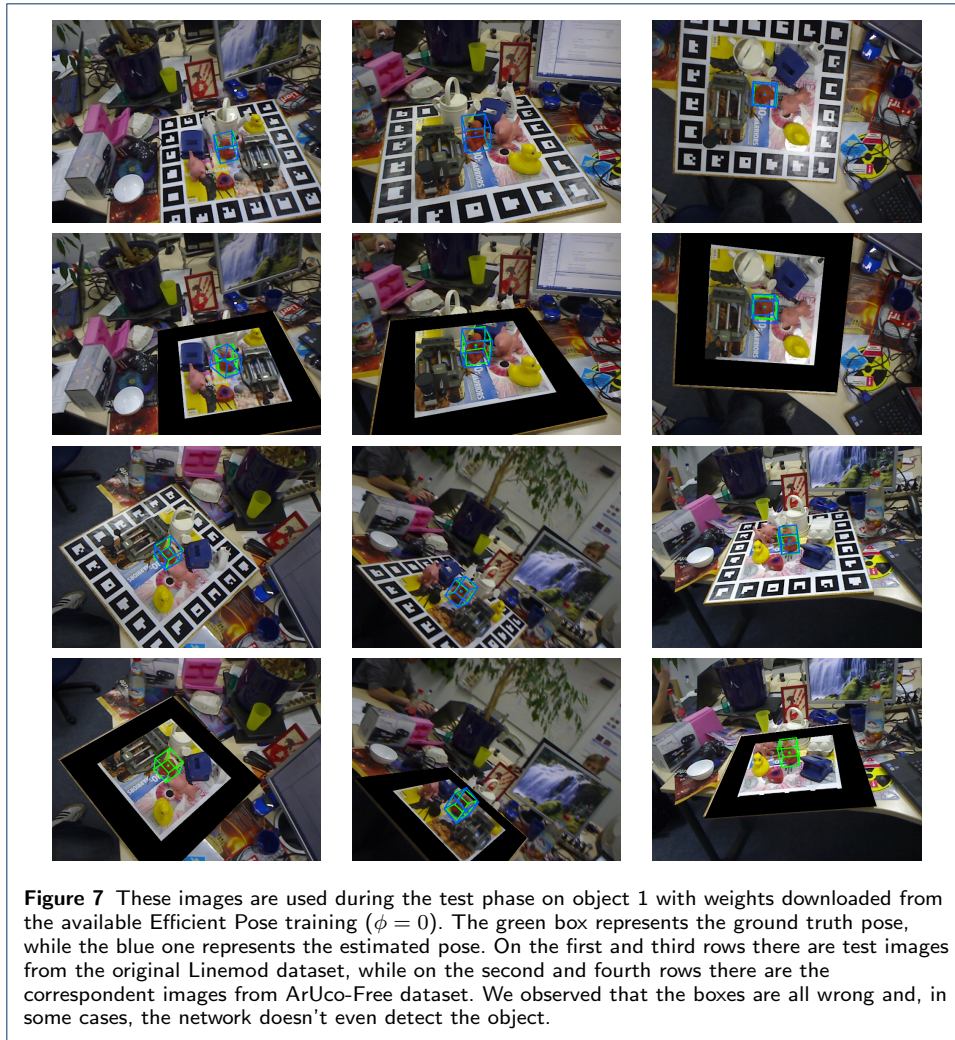 Figure 7 These images are used during the test phase on object 1 with weights downloaded from
the available Efficient Pose training (ϕ = 0). The green box represents the ground truth pose,
while the blue one represents the estimated pose. On the first and third rows there are test images
from the original Linemod dataset, while on the second and fourth rows there are the
correspondent images from ArUco-Free dataset. We observed that the boxes are all wrong and, in
some cases, the network doesn't even detect the object.